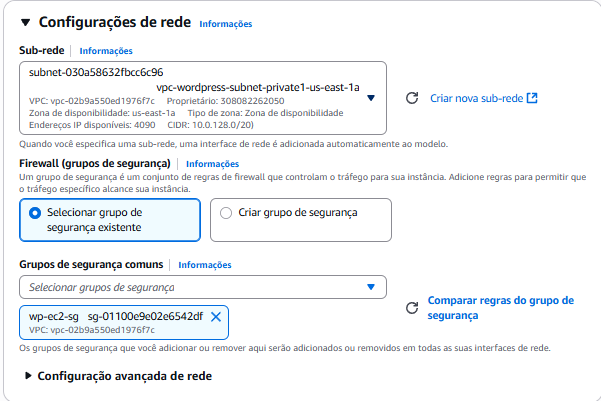 Configurações de rede Informações
Sub-rede Informações
subnet-030a58632fbcc6c96
vpc-wordpress-subnet-private1-us-east-1a
VPC: vpc-02b9a550ed1976f7c Proprietário: 308082262050
Zona de disponibilidade: us-east-1a Tipo de zona: Zona de disponibilidade
Endereços IP disponíveis: 4090 CIDR: 10.0.128.0/20)
Criar nova sub-rede
Quando você especifica uma sub-rede, uma interface de rede é adicionada automaticamente ao modelo.
Firewall (grupos de segurança) Informações
Um grupo de segurança é um conjunto de regras de firewall que controlam o tráfego para sua instância. Adicione regras para permitir que
o tráfego específico alcance sua instância.
Selecionar grupo de
segurança existente
Criar grupo de segurança
Grupos de segurança comuns Informações
Selecionar grupos de segurança
wp-ec2-sg sg-01100e9e02e6542df
VPC: vpc-02b9a550ed1976f7c
Comparar regras do grupo de
segurança
Os grupos de segurança que você adicionar ou remover aqui serão adicionados ou removidos em todas as suas interfaces de rede.
Configuração avançada de rede